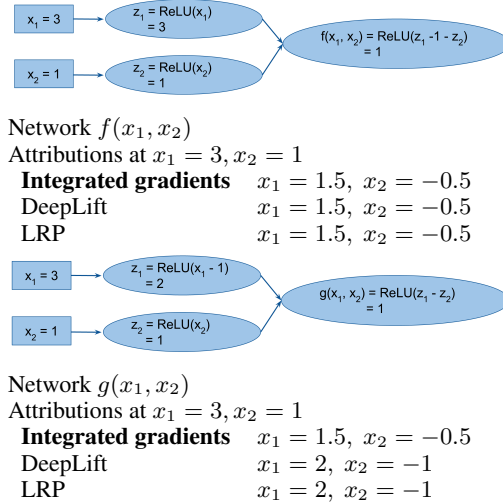 x₁ = 3
z₁ = ReLU(x₁)
= 3
f(x₁, x₂) = ReLU(z₁ -1 - z₂)
= 1
x₂ = 1
z₂ = ReLU(x₂)
= 1
Network f(x₁, x₂)
Attributions at x₁ = 3, x₂ = 1
Integrated gradients x₁ = 1.5, x₂ = −0.5
DeepLift x₁ = 1.5, x₂ = −0.5
LRP x₁ = 1.5, x₂ = −0.5
x₁ = 3
z₁ = ReLU(x₁ - 1)
= 2
g(x₁, x₂) = ReLU(z₁ - z₂)
= 1
x₂ = 1
z₂ = ReLU(x₂)
= 1
Network g(x₁, x₂)
Attributions at x₁ = 3, x₂ = 1
Integrated gradients x₁ = 1.5, x₂ = −0.5
DeepLift x₁ = 2, x₂ = −1
LRP x₁ = 2, x₂ = −1